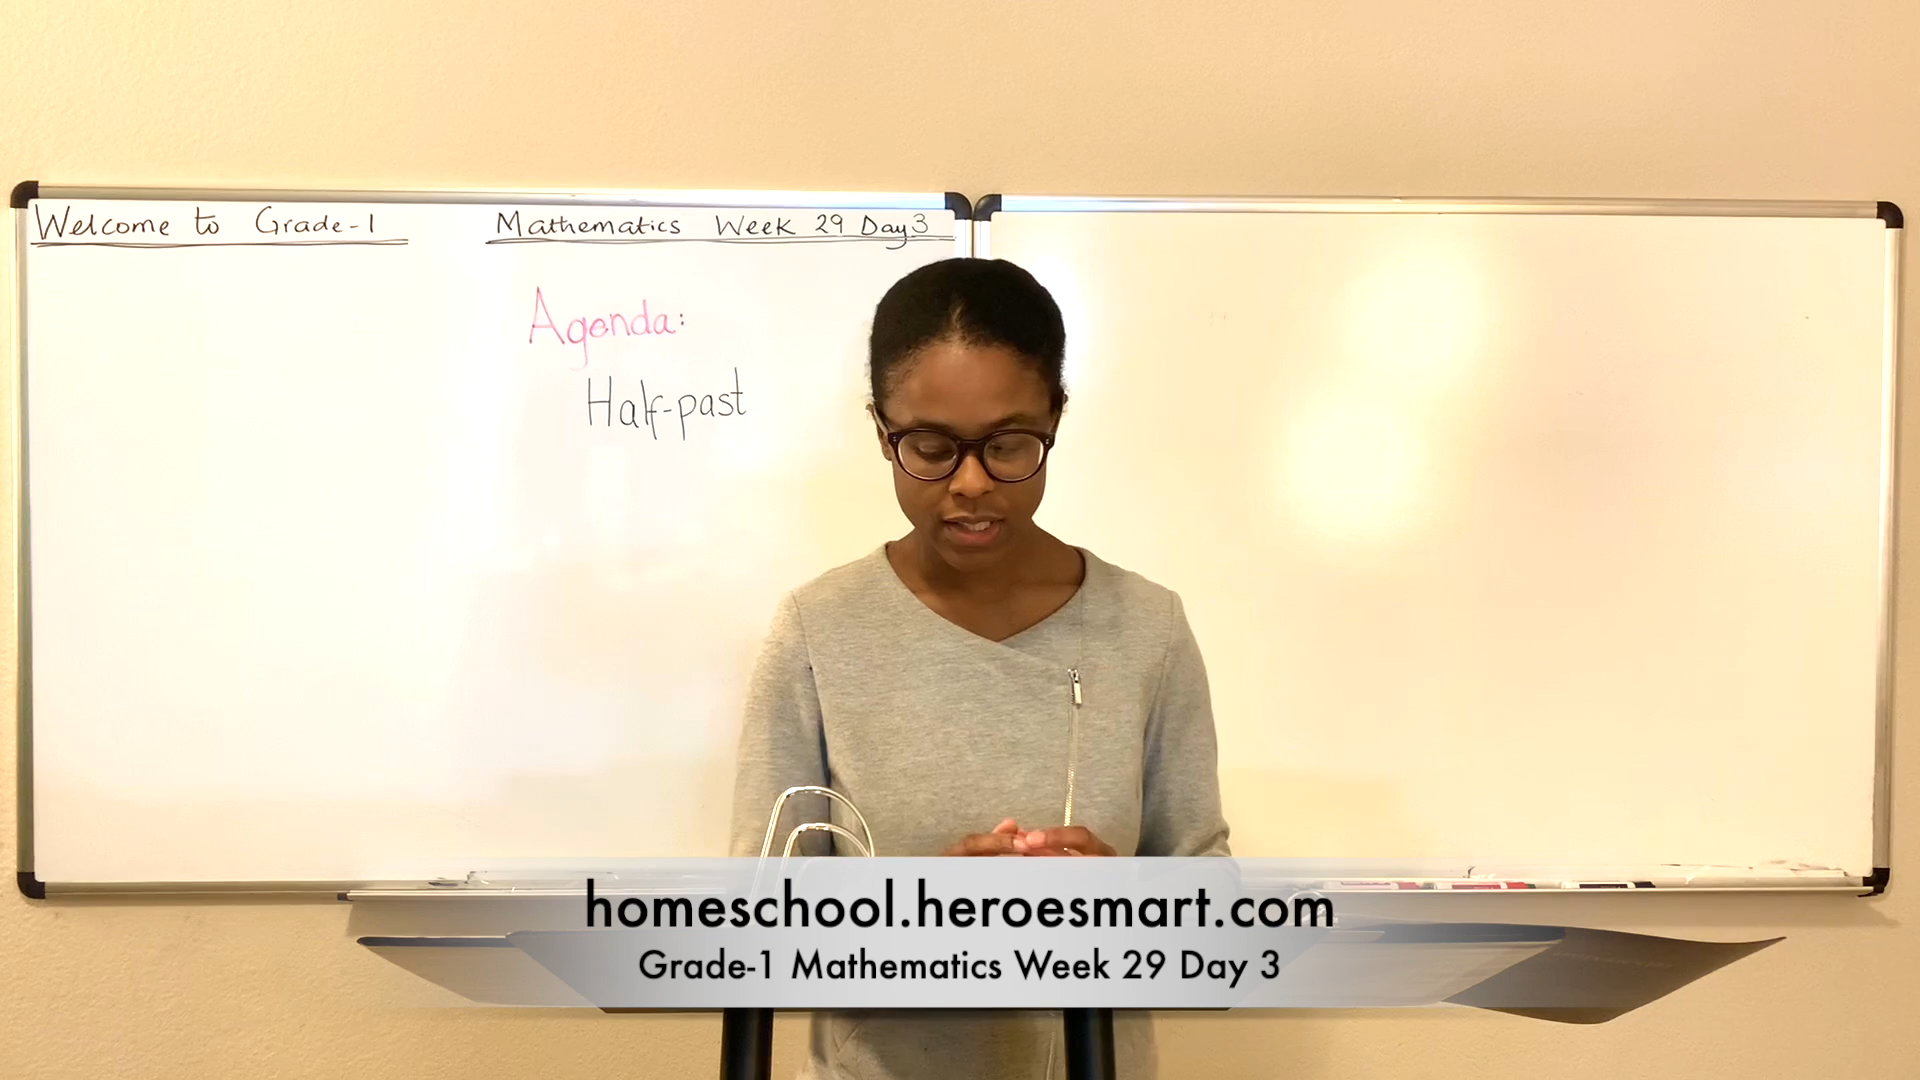 Welcome to Grade-1 Mathematics Week 29 Day 3
Agenda:
Half-past
homeschool.heroesmart.com
Grade-1 Mathematics Week 29 Day 3